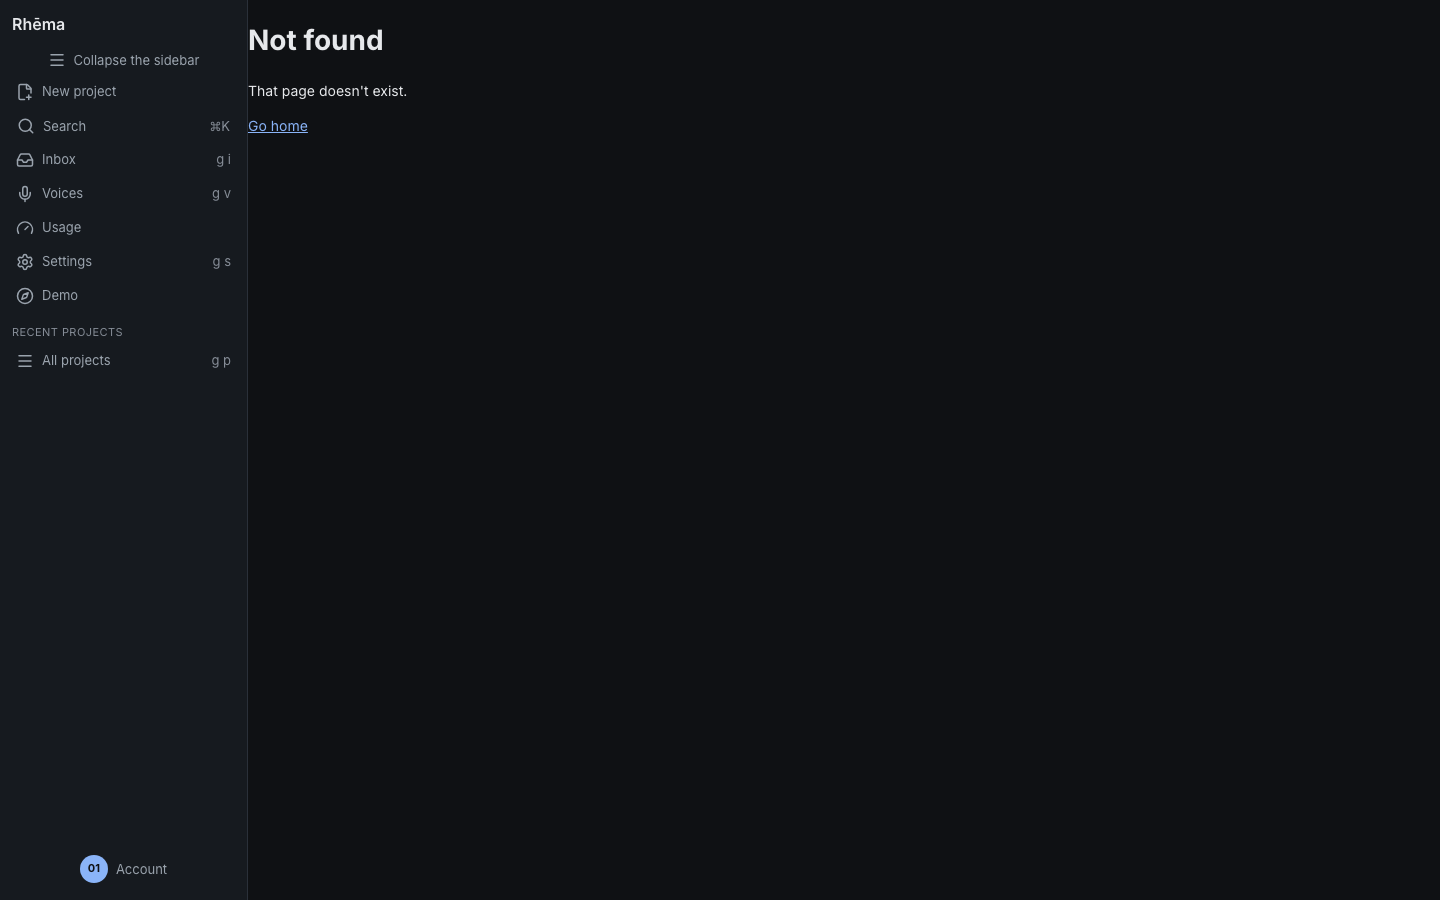 Rhēma
Collapse the sidebar
New project
Search ⌘K
Inbox g i
Voices g v
Usage
Settings g s
Demo
RECENT PROJECTS
All projects g p
01 Account
Not found
That page doesn't exist.
Go home